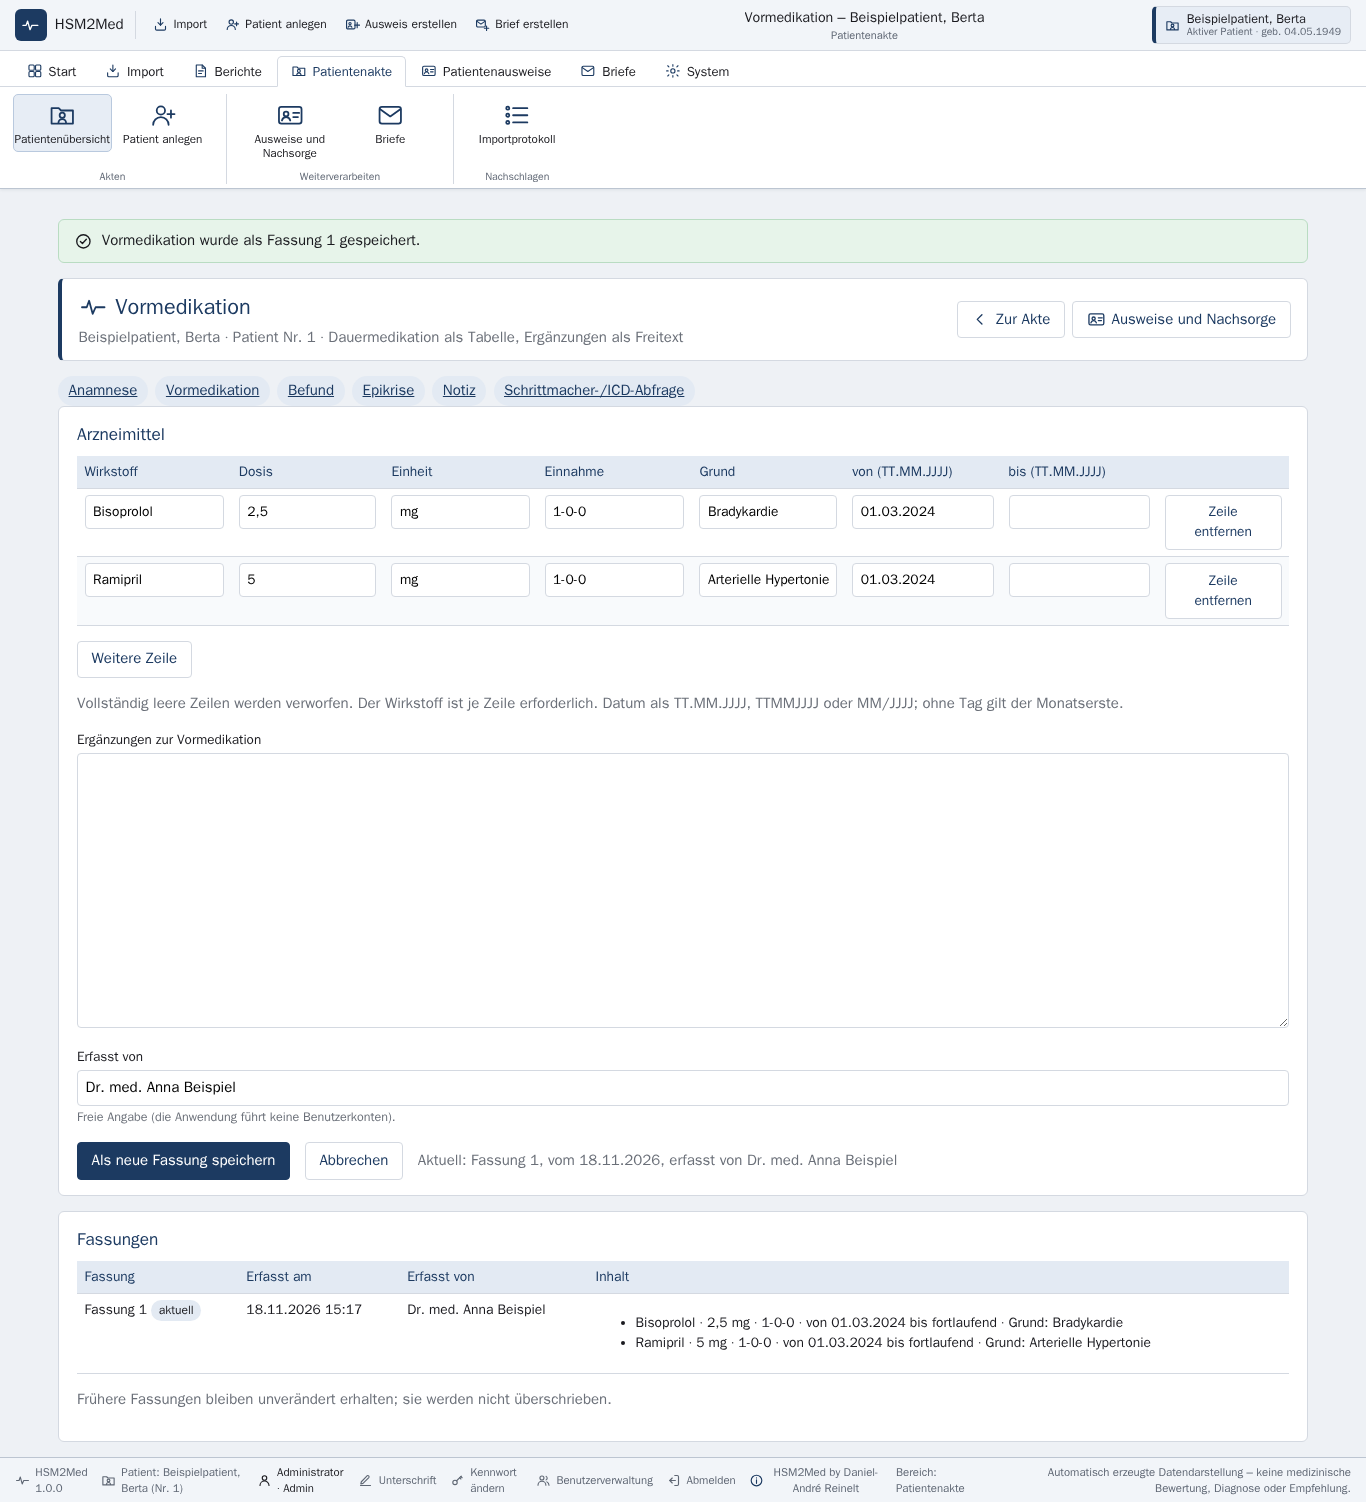 HSM2Med
Import
Patient anlegen
Ausweis erstellen
Brief erstellen
Vormedikation – Beispielpatient, Berta
Patientenakte
Beispielpatient, Berta
Aktiver Patient · geb. 04.05.1949
Start
Import
Berichte
Patientenakte
Patientenausweise
Briefe
System
Patientenübersicht
Patient anlegen
Akten
Ausweise und
Nachsorge
Briefe
Weiterverarbeiten
Importprotokoll
Nachschlagen
Vormedikation wurde als Fassung 1 gespeichert.
Vormedikation
Beispielpatient, Berta · Patient Nr. 1 · Dauermedikation als Tabelle, Ergänzungen als Freitext
Zur Akte
Ausweise und Nachsorge
Anamnese
Vormedikation
Befund
Epikrise
Notiz
Schrittmacher-/ICD-Abfrage
Arzneimittel
Wirkstoff Dosis Einheit Einnahme Grund von (TT.MM.JJJJ) bis (TT.MM.JJJJ)
Bisoprolol 2,5 mg 1-0-0 Bradykardie 01.03.2024 Zeile
entfernen
Ramipril 5 mg 1-0-0 Arterielle Hypertonie 01.03.2024 Zeile
entfernen
Weitere Zeile
Vollständig leere Zeilen werden verworfen. Der Wirkstoff ist je Zeile erforderlich. Datum als TT.MM.JJJJ, TTMMJJJJ oder MM/JJJJ; ohne Tag gilt der Monatserste.
Ergänzungen zur Vormedikation
Erfasst von
Dr. med. Anna Beispiel
Freie Angabe (die Anwendung führt keine Benutzerkonten).
Als neue Fassung speichern
Abbrechen
Aktuell: Fassung 1, vom 18.11.2026, erfasst von Dr. med. Anna Beispiel
Fassungen
Fassung Erfasst am Erfasst von Inhalt
Fassung 1 aktuell 18.11.2026 15:17 Dr. med. Anna Beispiel
• Bisoprolol · 2,5 mg · 1-0-0 · von 01.03.2024 bis fortlaufend · Grund: Bradykardie
• Ramipril · 5 mg · 1-0-0 · von 01.03.2024 bis fortlaufend · Grund: Arterielle Hypertonie
Frühere Fassungen bleiben unverändert erhalten; sie werden nicht überschrieben.
HSM2Med
1.0.0
Patient: Beispielpatient,
Berta (Nr. 1)
Administrator
· Admin
Unterschrift
Kennwort
ändern
Benutzerverwaltung
Abmelden
HSM2Med by Daniel-
André Reinelt
Bereich:
Patientenakte
Automatisch erzeugte Datendarstellung – keine medizinische
Bewertung, Diagnose oder Empfehlung.